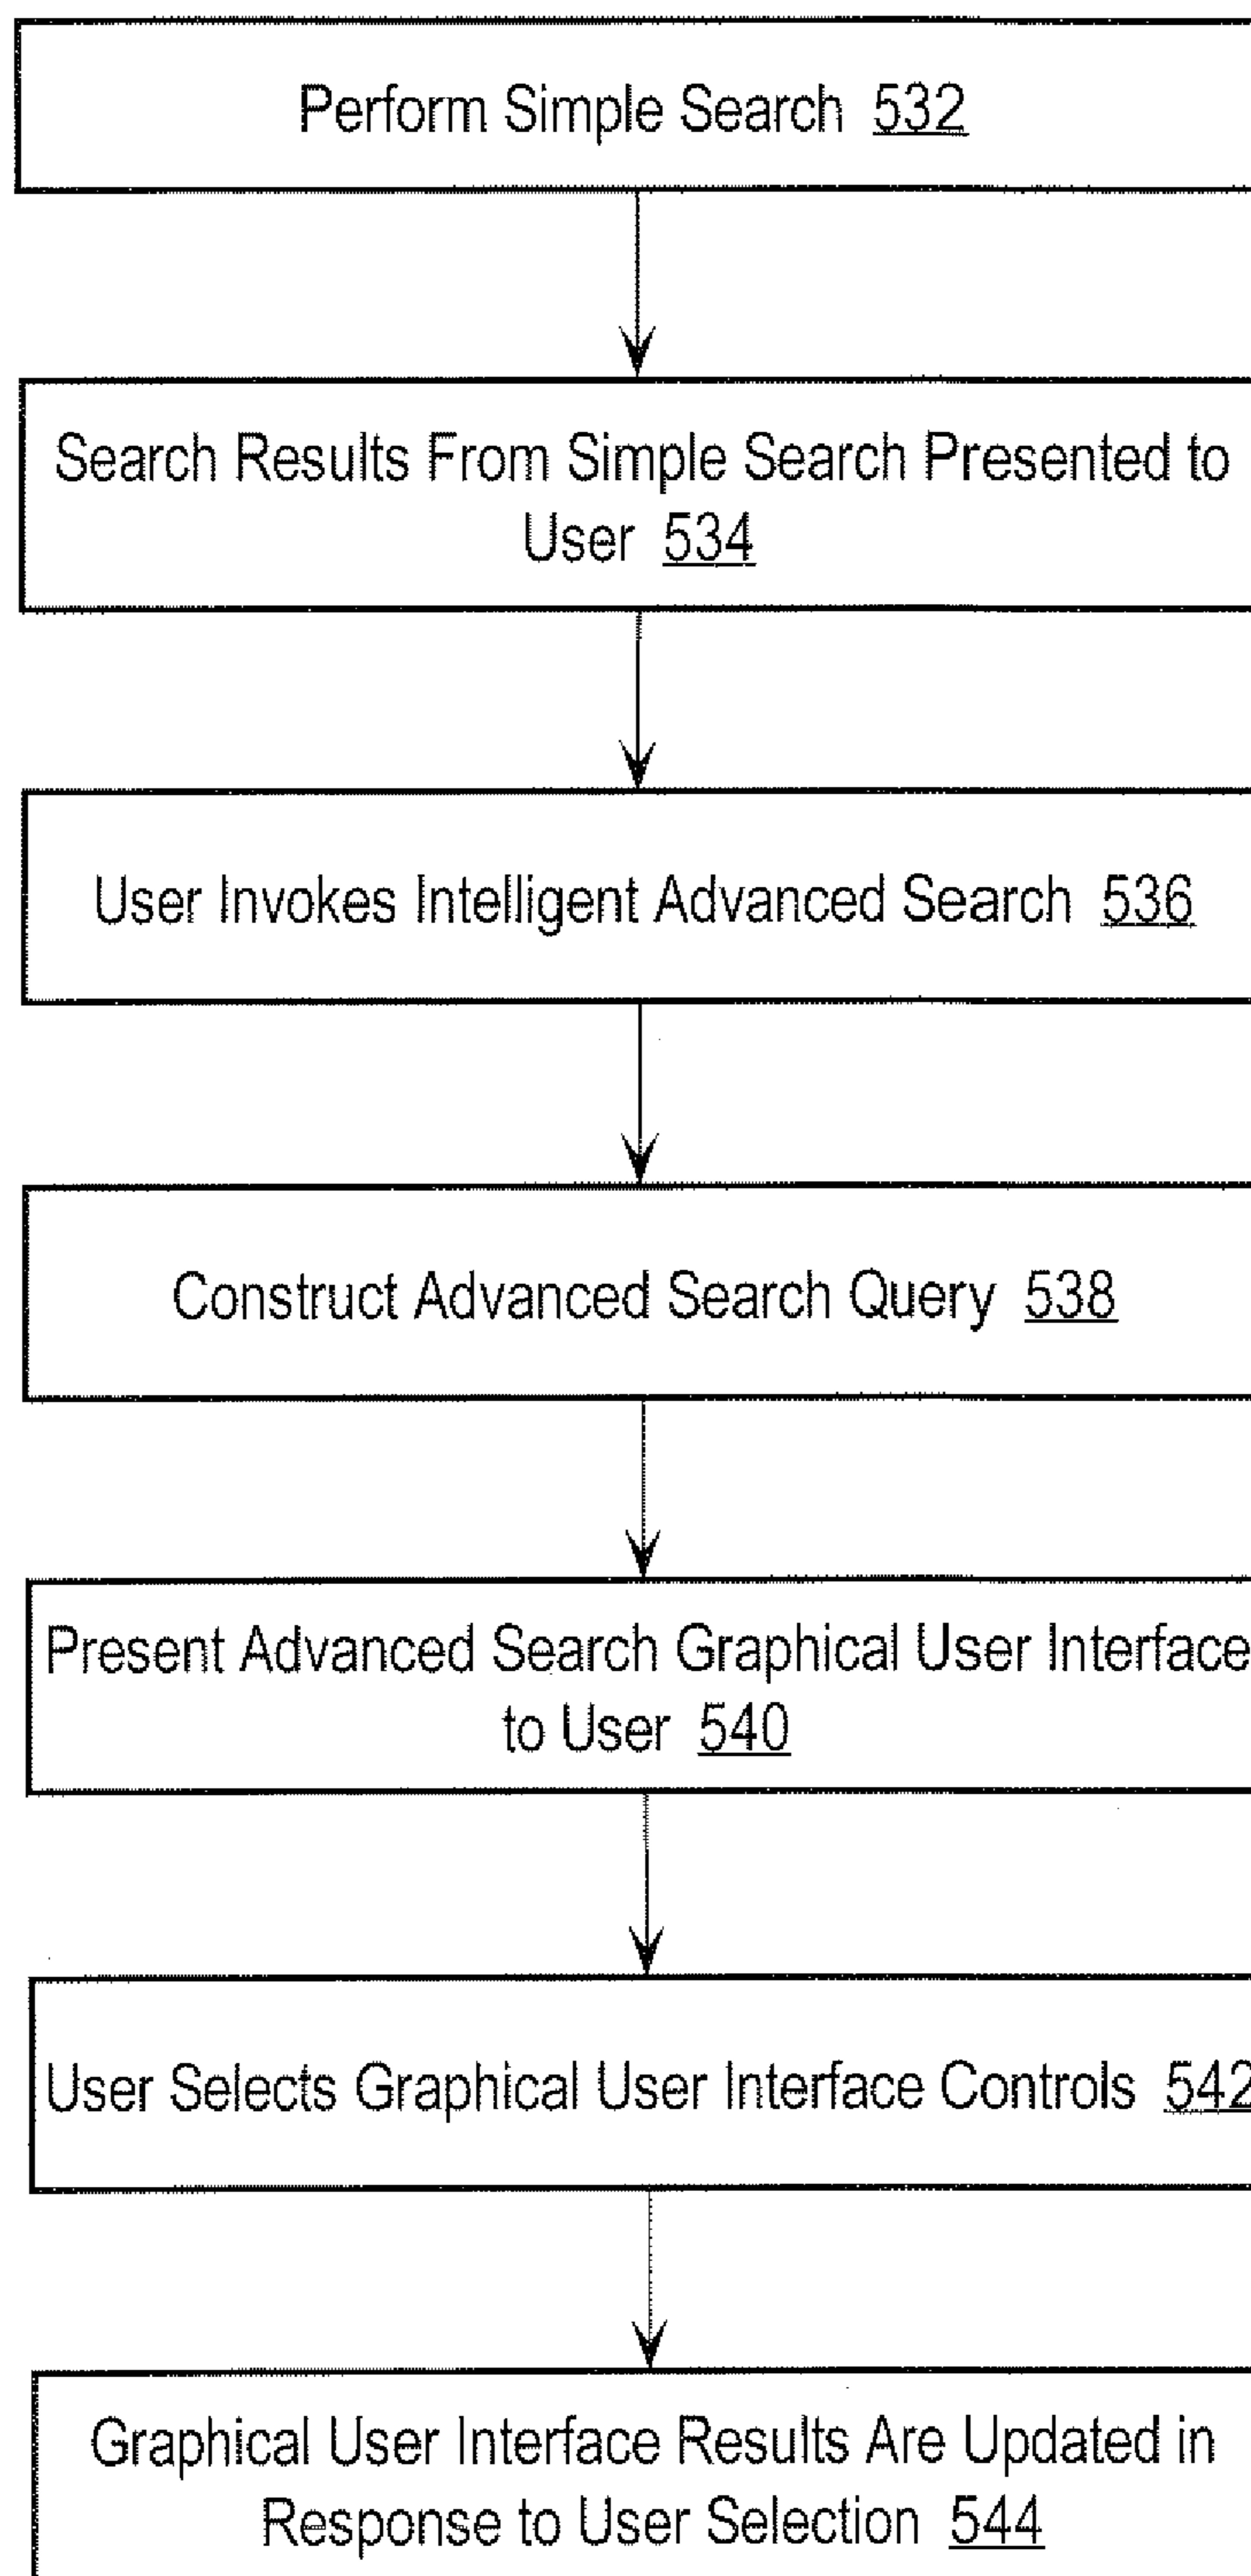 Perform Simple Search 532
Search Results From Simple Search Presented to
User 534
User Invokes Intelligent Advanced Search 536
Construct Advanced Search Query 538
Present Advanced Search Graphical User Interface
to User 540
User Selects Graphical User Interface Controls 542
Graphical User Interface Results Are Updated in
Response to User Selection 544